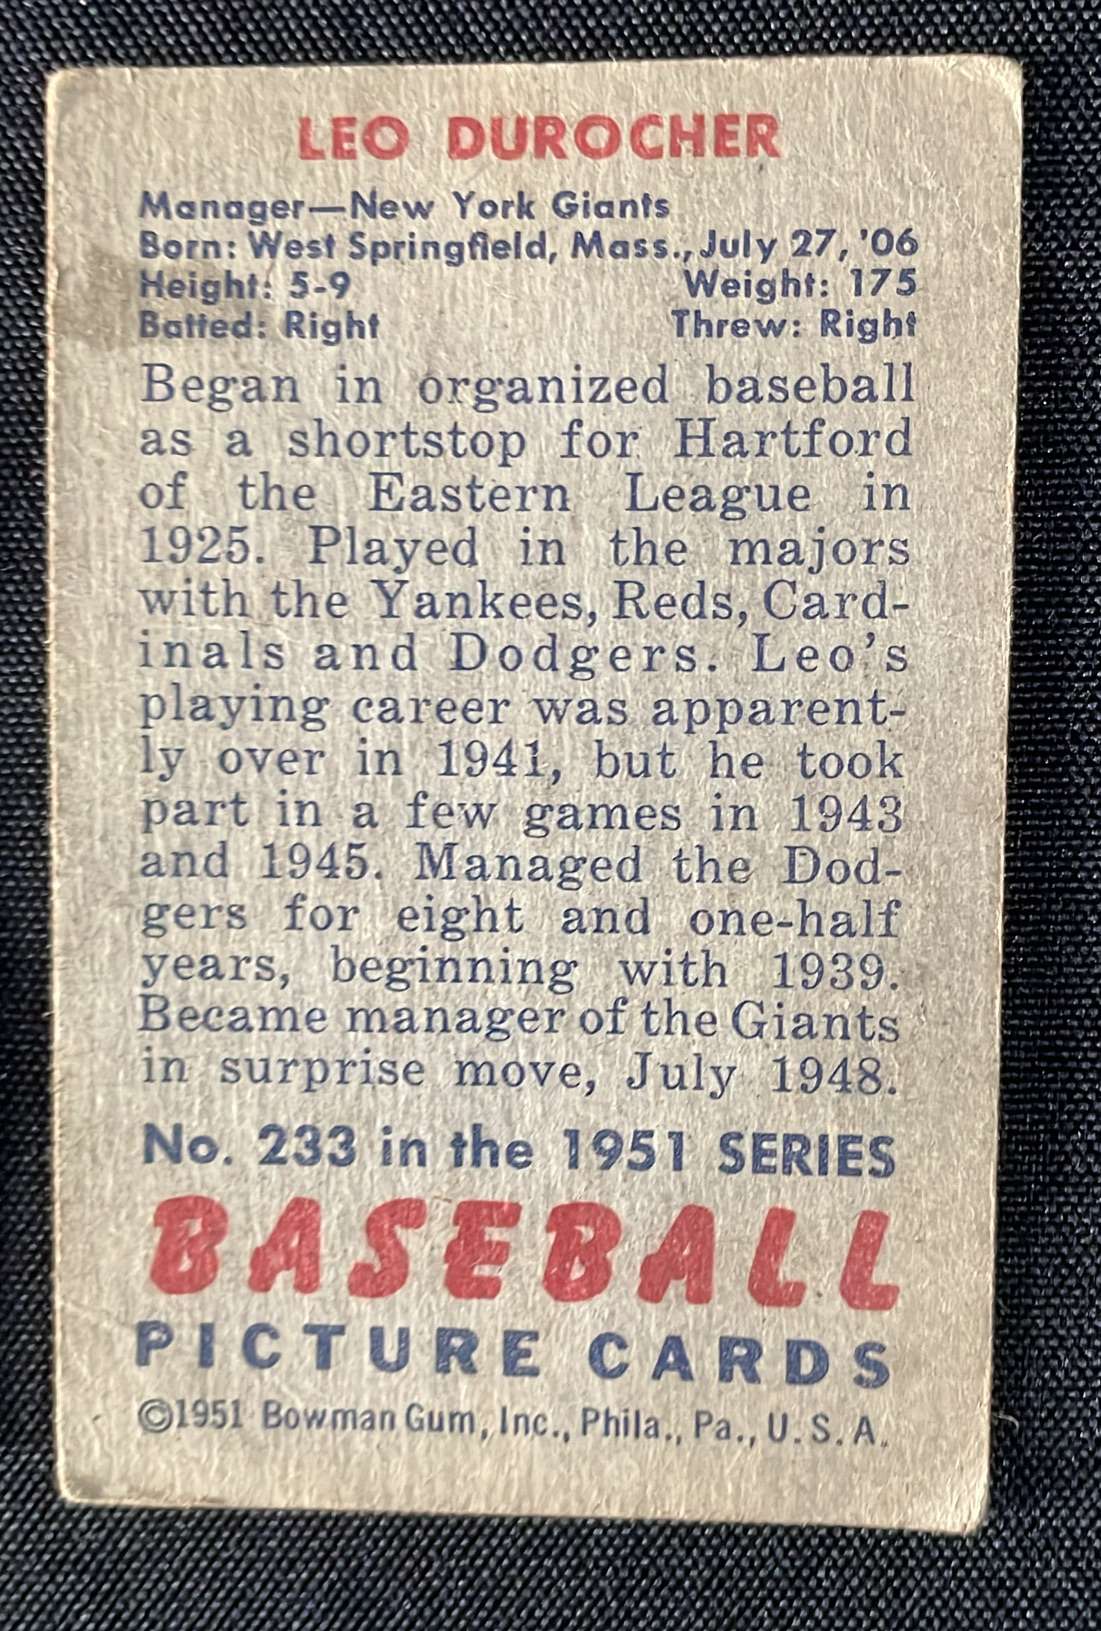 LEO DUROCHER
Manager—New York Giants
Born: West Springfield, Mass., July 27, '06
Height: 5-9 Weight: 175
Batted: Right Threw: Right
Began in organized baseball
as a shortstop for Hartford
of the Eastern League in
1925. Played in the majors
with the Yankees, Reds, Card-
inals and Dodgers. Leo's
playing career was apparent-
ly over in 1941, but he took
part in a few games in 1943
and 1945. Managed the Dod-
gers for eight and one-half
years, beginning with 1939.
Became manager of the Giants
in surprise move, July 1948.
No. 233 in the 1951 SERIES
BASEBALL
PICTURE CARDS
©1951 Bowman Gum, Inc., Phila., Pa., U.S.A.